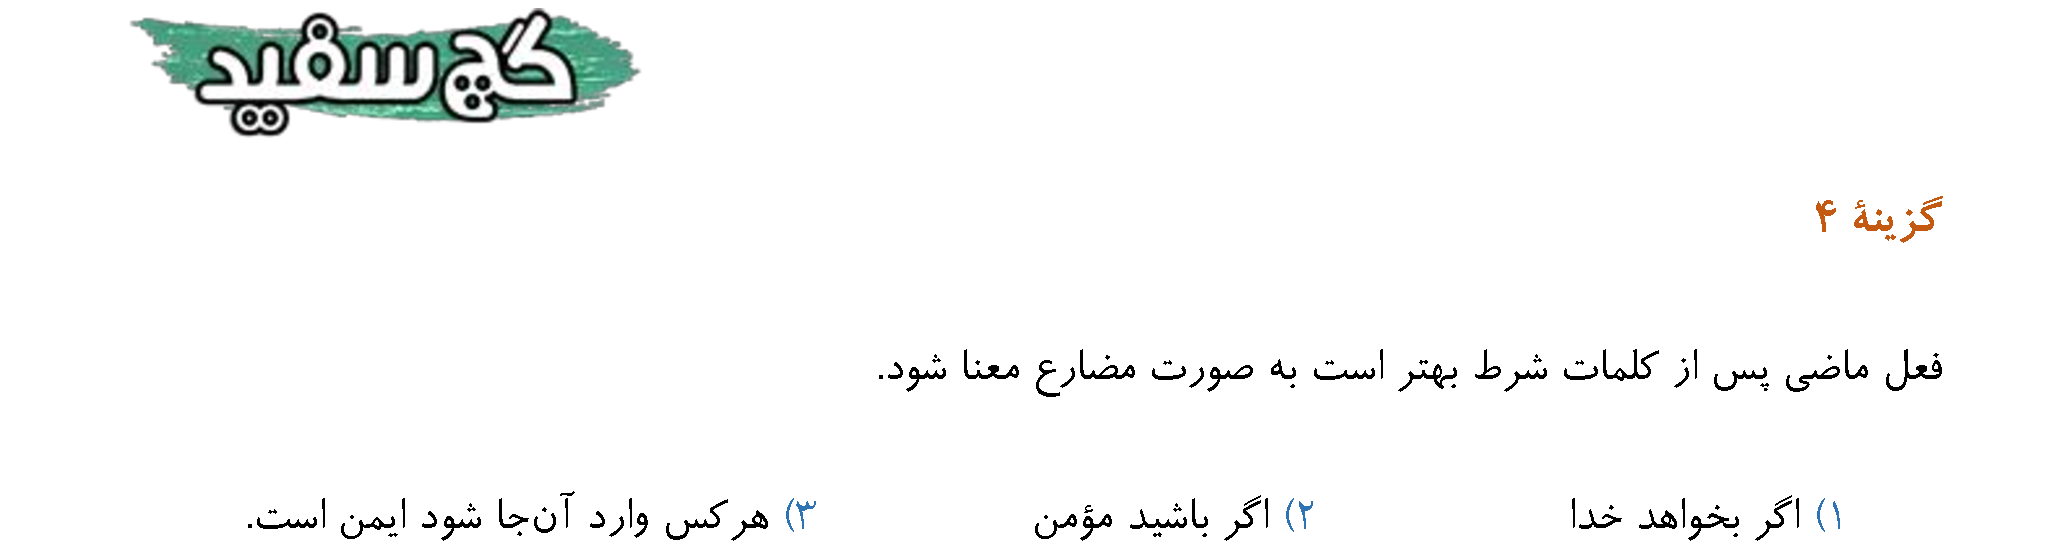 گچ سفید
گزینهٔ ۴
فعل ماضی پس از کلمات شرط بهتر است به صورت مضارع معنا شود.
۱) اگر بخواهد خدا ۲) اگر باشید مؤمن ۳) هرکس وارد آن‌جا شود ایمن است.